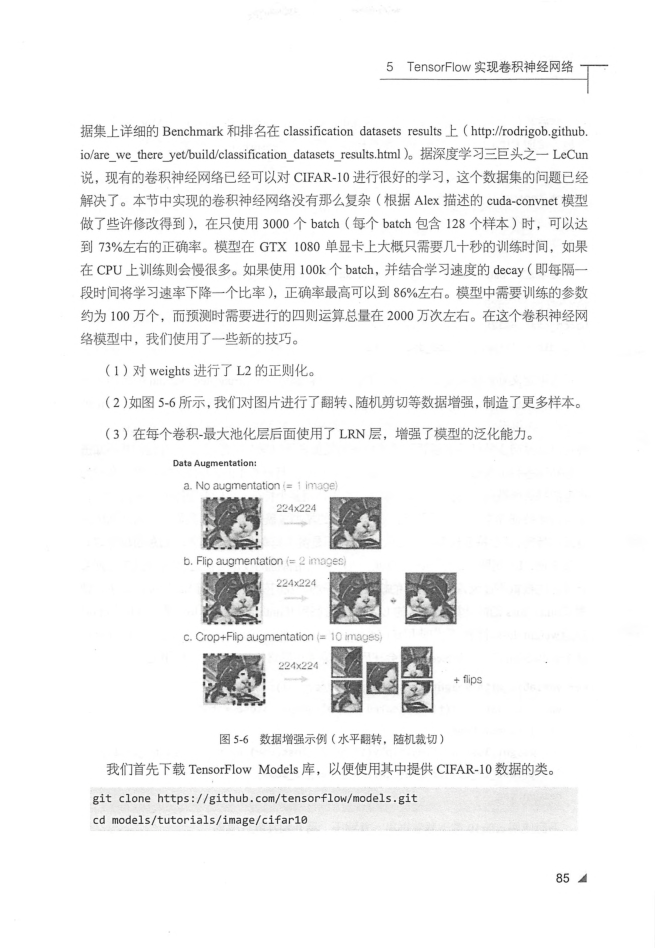 5 TensorFlow 实现卷积神经网络
据集上详细的 Benchmark 和排名在 classification datasets results 上（http://rodrigob.github.
io/are_we_there_yet/build/classification_datasets_results.html）。据深度学习三巨头之一 LeCun
说，现有的卷积神经网络已经可以对 CIFAR-10 进行很好的学习，这个数据集的问题已经
解决了。本节中实现的卷积神经网络没有那么复杂（根据 Alex 描述的 cuda-convnet 模型
做了些许修改得到），在只使用 3000 个 batch（每个 batch 包含 128 个样本）时，可以达
到 73%左右的正确率。模型在 GTX 1080 单显卡上大概只需要几十秒的训练时间，如果
在 CPU 上训练则会慢很多。如果使用 100k 个 batch，并结合学习速度的 decay（即每隔一
段时间将学习速率下降一个比率），正确率最高可以到 86%左右。模型中需要训练的参数
约为 100 万个，而预测时需要进行的四则运算总量在 2000 万次左右。在这个卷积神经网
络模型中，我们使用了一些新的技巧。
（1）对 weights 进行了 L2 的正则化。
（2）如图 5-6 所示，我们对图片进行了翻转、随机剪切等数据增强，制造了更多样本。
（3）在每个卷积-最大池化层后面使用了 LRN 层，增强了模型的泛化能力。
Data Augmentation:
a. No augmentation (= 1 image)
224x224
b. Flip augmentation (= 2 images)
224x224
+
c. Crop+Flip augmentation (= 10 images)
224x224
+ flips
图 5-6 数据增强示例（水平翻转，随机裁切）
我们首先下载 TensorFlow Models 库，以便使用其中提供 CIFAR-10 数据的类。
git clone https://github.com/tensorflow/models.git
cd models/tutorials/image/cifar10
85